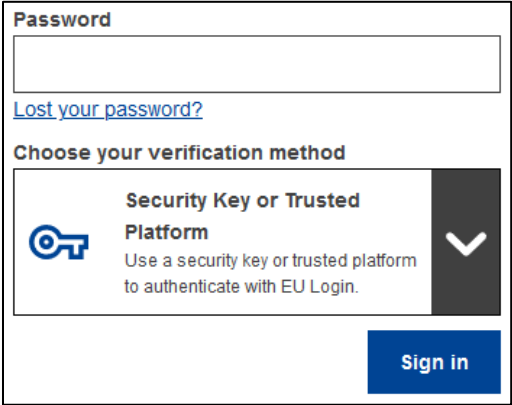 Password
Lost your password?
Choose your verification method
Security Key or Trusted
Platform
Use a security key or trusted platform
to authenticate with EU Login.
Sign in